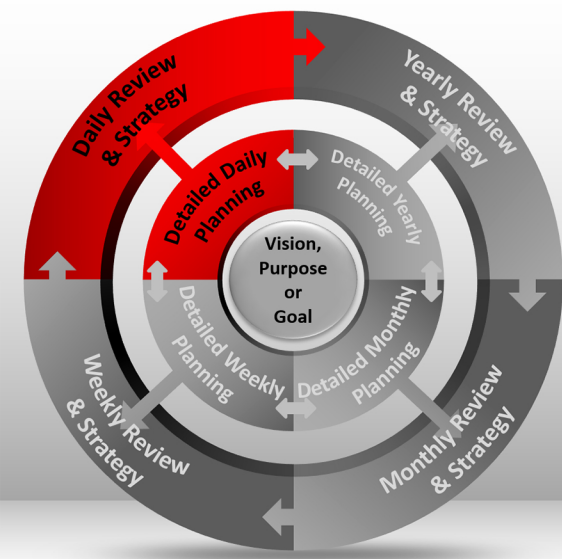 Daily Review
& Strategy
Yearly Review
& Strategy
Detailed Daily
Planning
Detailed Yearly
Planning
Vision,
Purpose
or
Goal
Detailed Weekly
Planning
Detailed Monthly
Planning
Weekly Review
& Strategy
Monthly Review
& Strategy